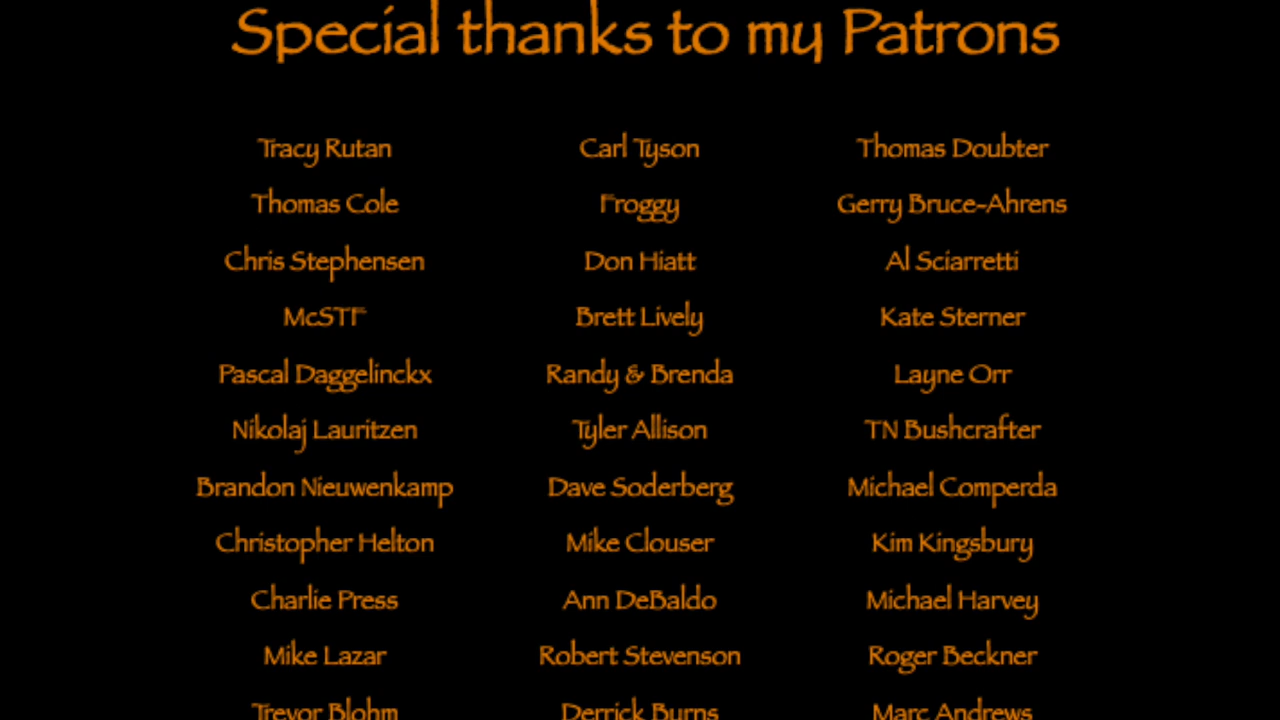 Special thanks to my Patrons
Tracy Rutan
Carl Tyson
Thomas Doubter
Thomas Cole
Froggy
Gerry Bruce-Ahrens
Chris Stephensen
Don Hiatt
Al Sciarretti
McSTF
Brett Lively
Kate Sterner
Pascal Daggelinckx
Randy & Brenda
Layne Orr
Nikolaj Lauritzen
Tyler Allison
TN Bushcrafter
Brandon Nieuwenkamp
Dave Soderberg
Michael Comperda
Christopher Helton
Mike Clouser
Kim Kingsbury
Charlie Press
Ann DeBaldo
Michael Harvey
Mike Lazar
Robert Stevenson
Roger Beckner
Trevor Blohm
Derrick Burns
Marc Andrews